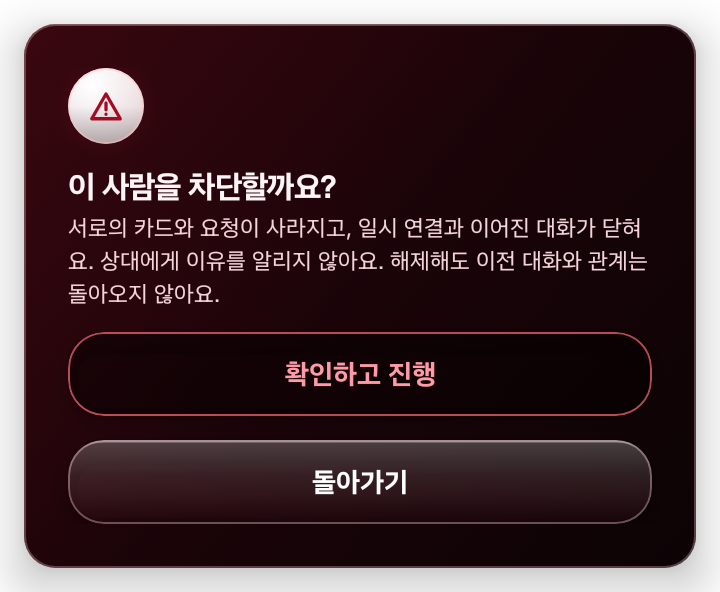 이 사람을 차단할까요?
서로의 카드와 요청이 사라지고, 일시 연결과 이어진 대화가 닫혀
요. 상대에게 이유를 알리지 않아요. 해제해도 이전 대화와 관계는
돌아오지 않아요.
확인하고 진행
돌아가기